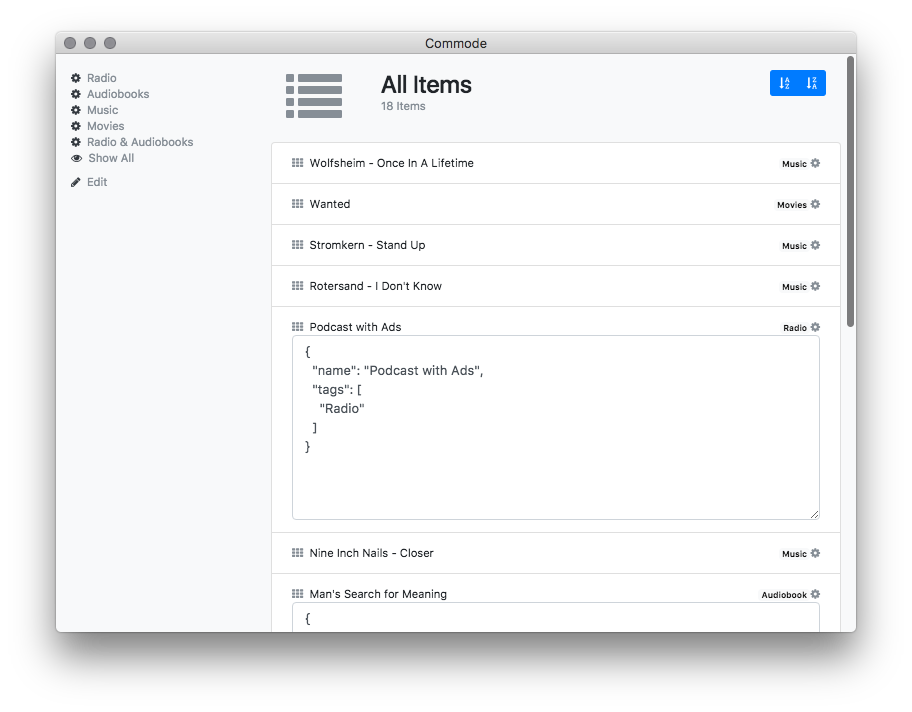 Commode
Radio
Audiobooks
Music
Movies
Radio & Audiobooks
Show All
Edit
All Items
18 Items
Wolfsheim - Once In A Lifetime
Music
Wanted
Movies
Stromkern - Stand Up
Music
Rotersand - I Don't Know
Music
Podcast with Ads
Radio
{
"name": "Podcast with Ads",
"tags": [
"Radio"
]
}
Nine Inch Nails - Closer
Music
Man's Search for Meaning
Audiobook
{